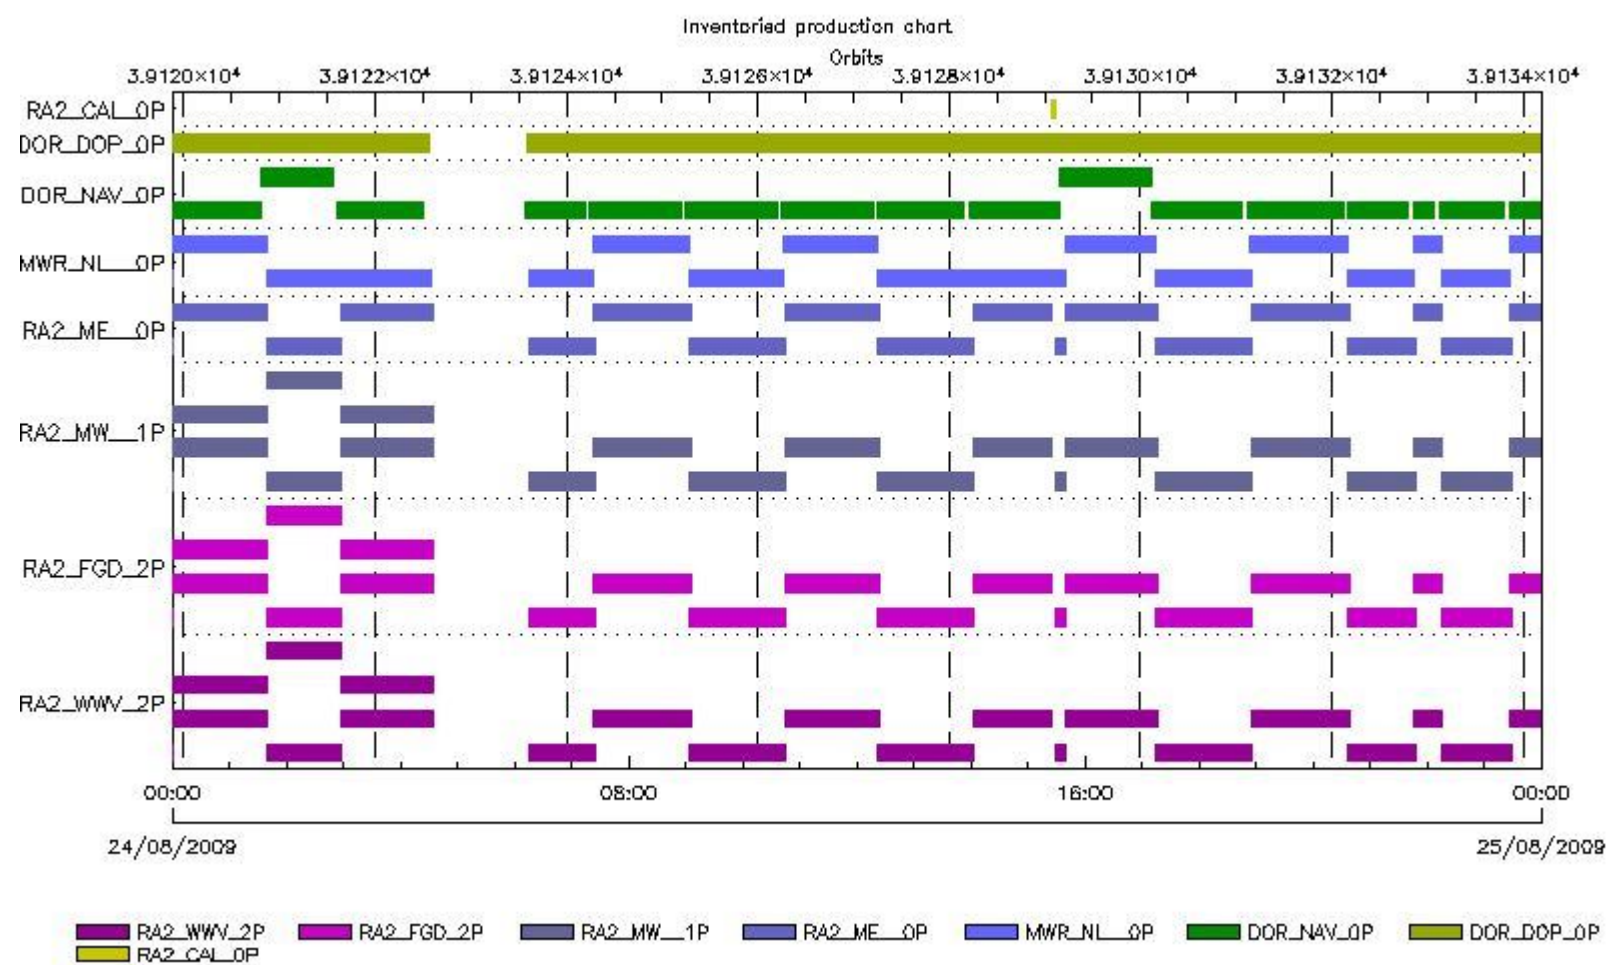 Inventoried production chart
Orbits
3.9120×10⁴ 3.9122×10⁴ 3.9124×10⁴ 3.9126×10⁴ 3.9128×10⁴ 3.9130×10⁴ 3.9132×10⁴ 3.9134×10⁴
RA2_CAL_0P
DOR_DOP_0P
DOR_NAV_0P
MWR_NL__0P
RA2_ME__0P
RA2_MW__1P
RA2_FGD_2P
RA2_WWV_2P
00:00 08:00 16:00 00:00
24/08/2009 25/08/2009
RA2_WWV_2P RA2_FGD_2P RA2_MW__1P RA2_ME__0P MWR_NL__0P DOR_NAV_0P DOR_DOP_0P
RA2_CAL_0P